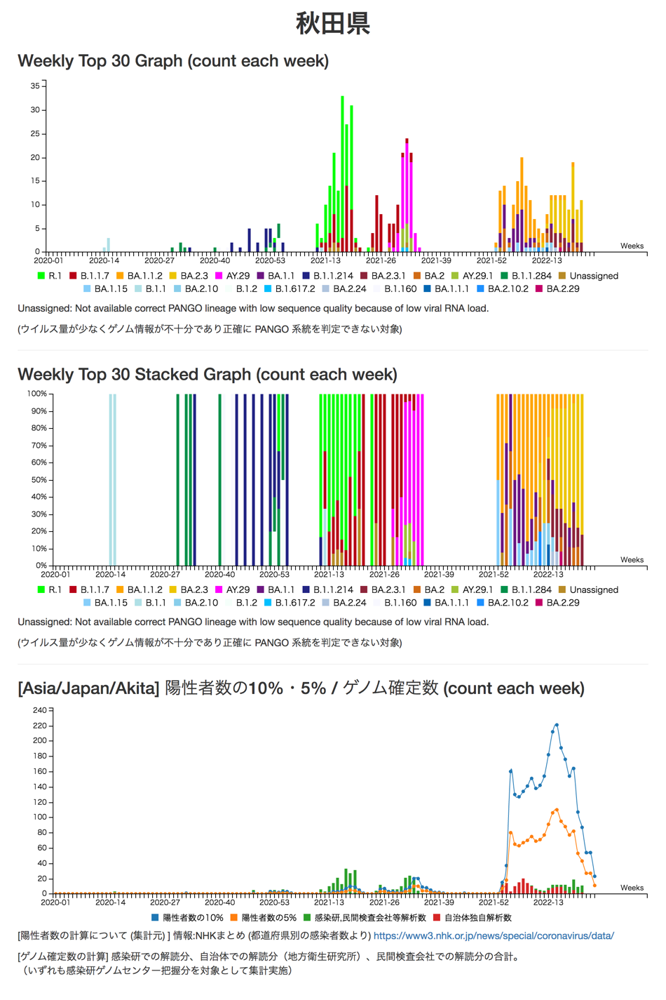 秋田県
Weekly Top 30 Graph (count each week)
35
30
25
20
15
10
5
0
Weeks
2020-01 2020-14 2020-27 2020-40 2020-53 2021-13 2021-26 2021-39 2021-52 2022-13
R.1 B.1.1.7 BA.1.1.2 BA.2.3 AY.29 BA.1.1 B.1.1.214 BA.2.3.1 BA.2 AY.29.1 B.1.1.284 Unassigned
BA.1.15 B.1.1 BA.2.10 B.1.2 B.1.617.2 BA.2.24 B.1.160 BA.1.1.1 BA.2.10.2 BA.2.29
Unassigned: Not available correct PANGO lineage with low sequence quality because of low viral RNA load.
(ウイルス量が少なくゲノム情報が不十分であり正確に PANGO 系統を判定できない対象)
Weekly Top 30 Stacked Graph (count each week)
100%
90%
80%
70%
60%
50%
40%
30%
20%
10%
0%
Weeks
2020-01 2020-14 2020-27 2020-40 2020-53 2021-13 2021-26 2021-39 2021-52 2022-13
R.1 B.1.1.7 BA.1.1.2 BA.2.3 AY.29 BA.1.1 B.1.1.214 BA.2.3.1 BA.2 AY.29.1 B.1.1.284 Unassigned
BA.1.15 B.1.1 BA.2.10 B.1.2 B.1.617.2 BA.2.24 B.1.160 BA.1.1.1 BA.2.10.2 BA.2.29
Unassigned: Not available correct PANGO lineage with low sequence quality because of low viral RNA load.
(ウイルス量が少なくゲノム情報が不十分であり正確に PANGO 系統を判定できない対象)
[Asia/Japan/Akita] 陽性者数の10%・5% / ゲノム確定数 (count each week)
240
220
200
180
160
140
120
100
80
60
40
20
0
Weeks
2020-01 2020-14 2020-27 2020-40 2020-53 2021-13 2021-26 2021-39 2021-52 2022-13
陽性者数の10% 陽性者数の5% 感染研,民間検査会社等解析数 自治体独自解析数
[陽性者数の計算について (集計元) ] 情報:NHKまとめ (都道府県別の感染者数より) https://www3.nhk.or.jp/news/special/coronavirus/data/
[ゲノム確定数の計算] 感染研での解読分、自治体での解読分（地方衛生研究所）、民間検査会社での解読分の合計。
（いずれも感染研ゲノムセンター把握分を対象として集計実施）